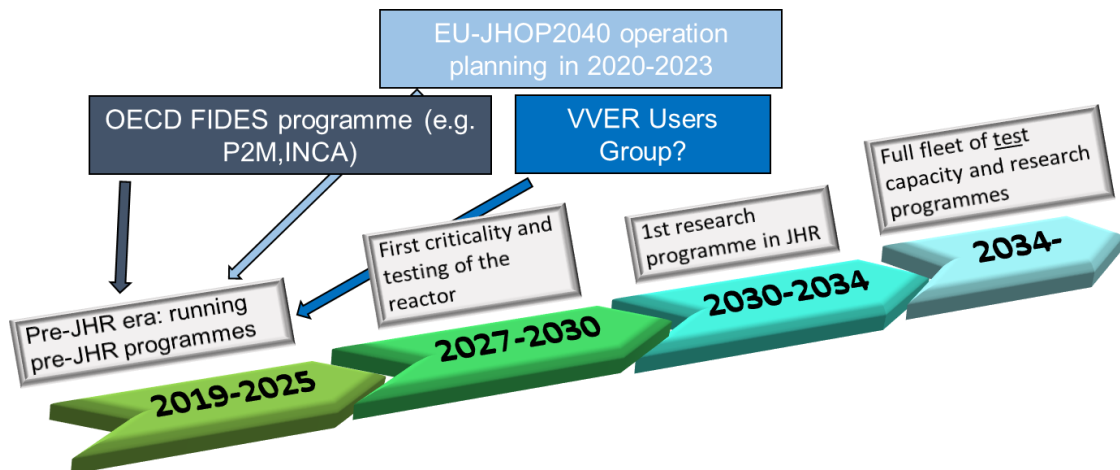 EU-JHOP2040 operation
planning in 2020-2023
OECD FIDES programme (e.g.
P2M,INCA)
VVER Users
Group?
Full fleet of test
capacity and research
programmes
1st research
programme in JHR
First criticality and
testing of the
reactor
Pre-JHR era: running
pre-JHR programmes
2019-2025
2027-2030
2030-2034
2034-